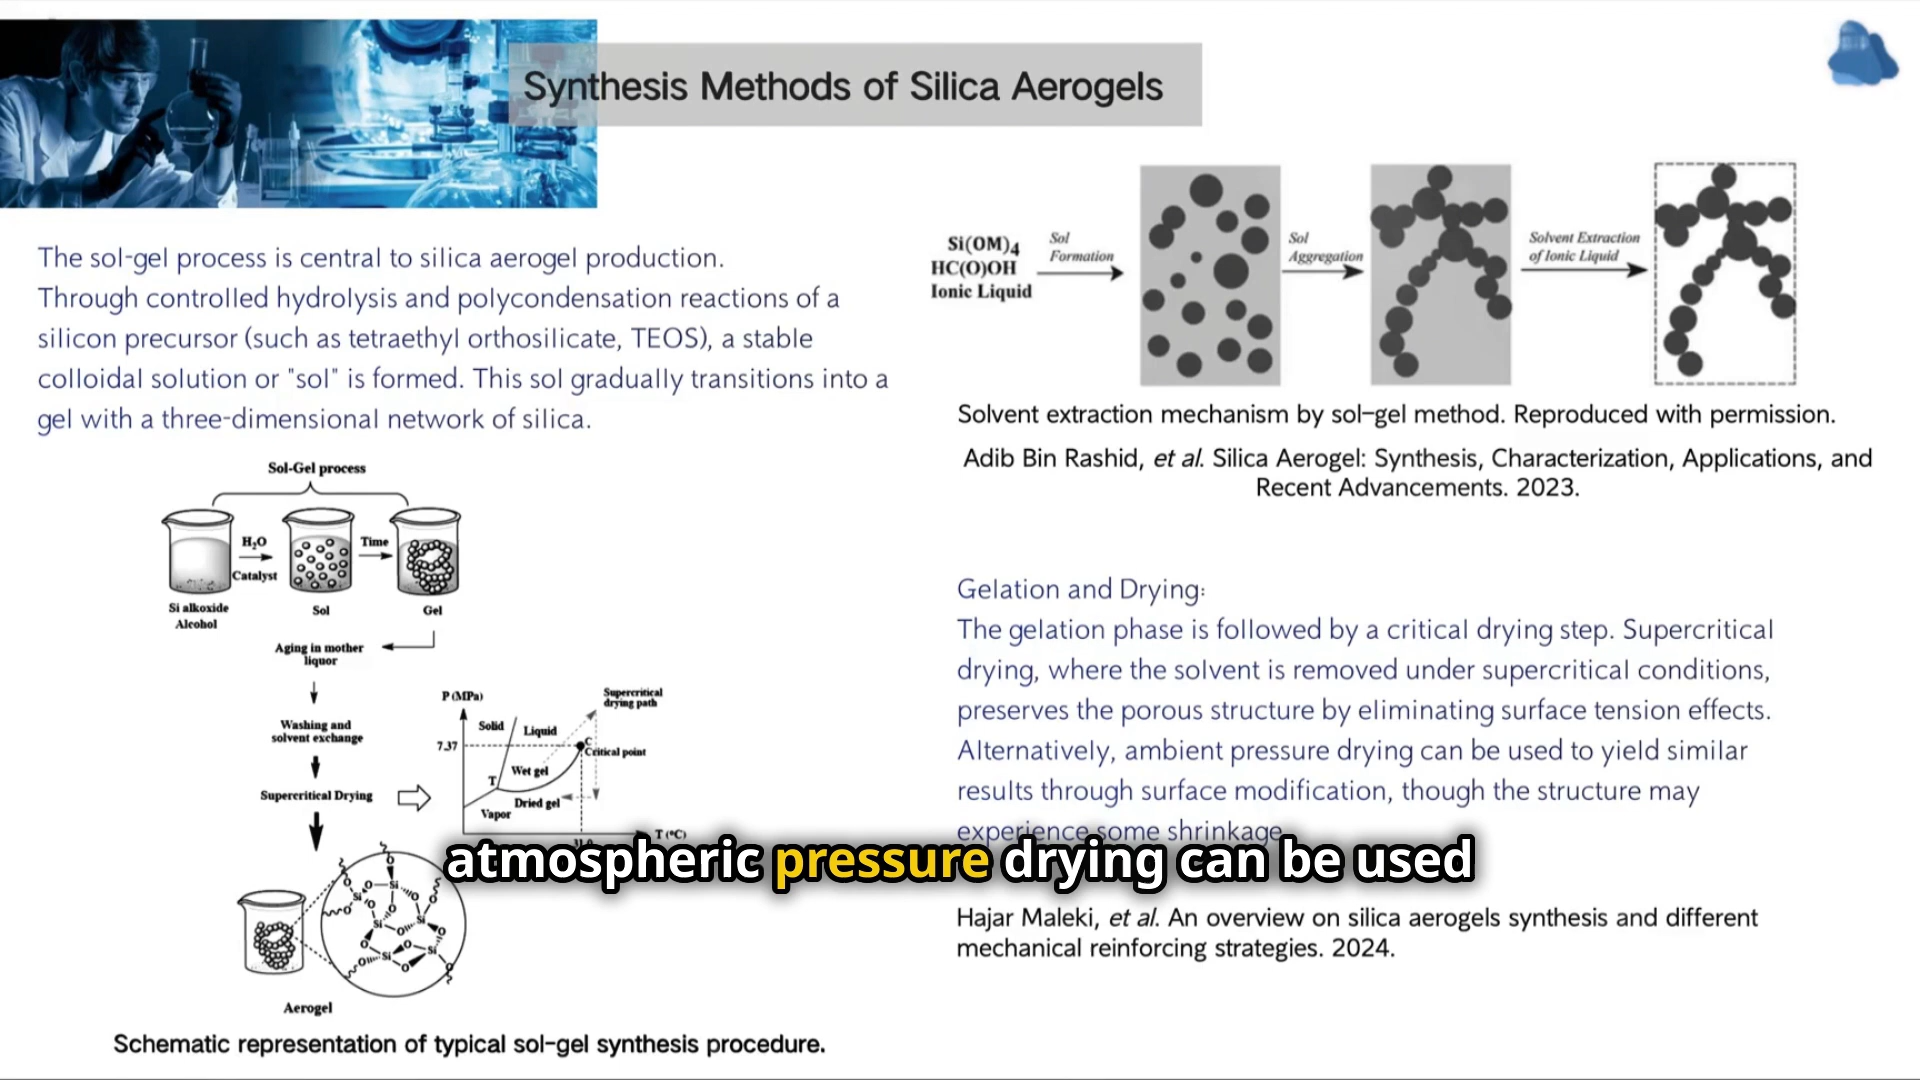 Synthesis Methods of Silica Aerogels
The sol-gel process is central to silica aerogel production.
Through controlled hydrolysis and polycondensation reactions of a
silicon precursor (such as tetraethyl orthosilicate, TEOS), a stable
colloidal solution or "sol" is formed. This sol gradually transitions into a
gel with a three-dimensional network of silica.
Sol-Gel process
H₂O
Catalyst
Time
Si alkoxide
Alcohol
Sol
Gel
Aging in mother
liquor
Washing and
solvent exchange
Supercritical Drying
P (MPa)
Supercritical
drying path
Solid
Liquid
7.37
C
Critical point
Wet gel
T
Dried gel
Vapor
T (°C)
Si
O
Si
O
O
O
O
Si
O
Si
O
O
O
Si
O
Si
O
O
O
Aerogel
Schematic representation of typical sol-gel synthesis procedure.
Si(OM)₄
HC(O)OH
Ionic Liquid
Sol
Formation
Sol
Aggregation
Solvent Extraction
of Ionic Liquid
Solvent extraction mechanism by sol-gel method. Reproduced with permission.
Adib Bin Rashid, et al. Silica Aerogel: Synthesis, Characterization, Applications, and
Recent Advancements. 2023.
Gelation and Drying:
The gelation phase is followed by a critical drying step. Supercritical
drying, where the solvent is removed under supercritical conditions,
preserves the porous structure by eliminating surface tension effects.
Alternatively, ambient pressure drying can be used to yield similar
results through surface modification, though the structure may
experience some shrinkage
atmospheric pressure drying can be used
Hajar Maleki, et al. An overview on silica aerogels synthesis and different
mechanical reinforcing strategies. 2024.